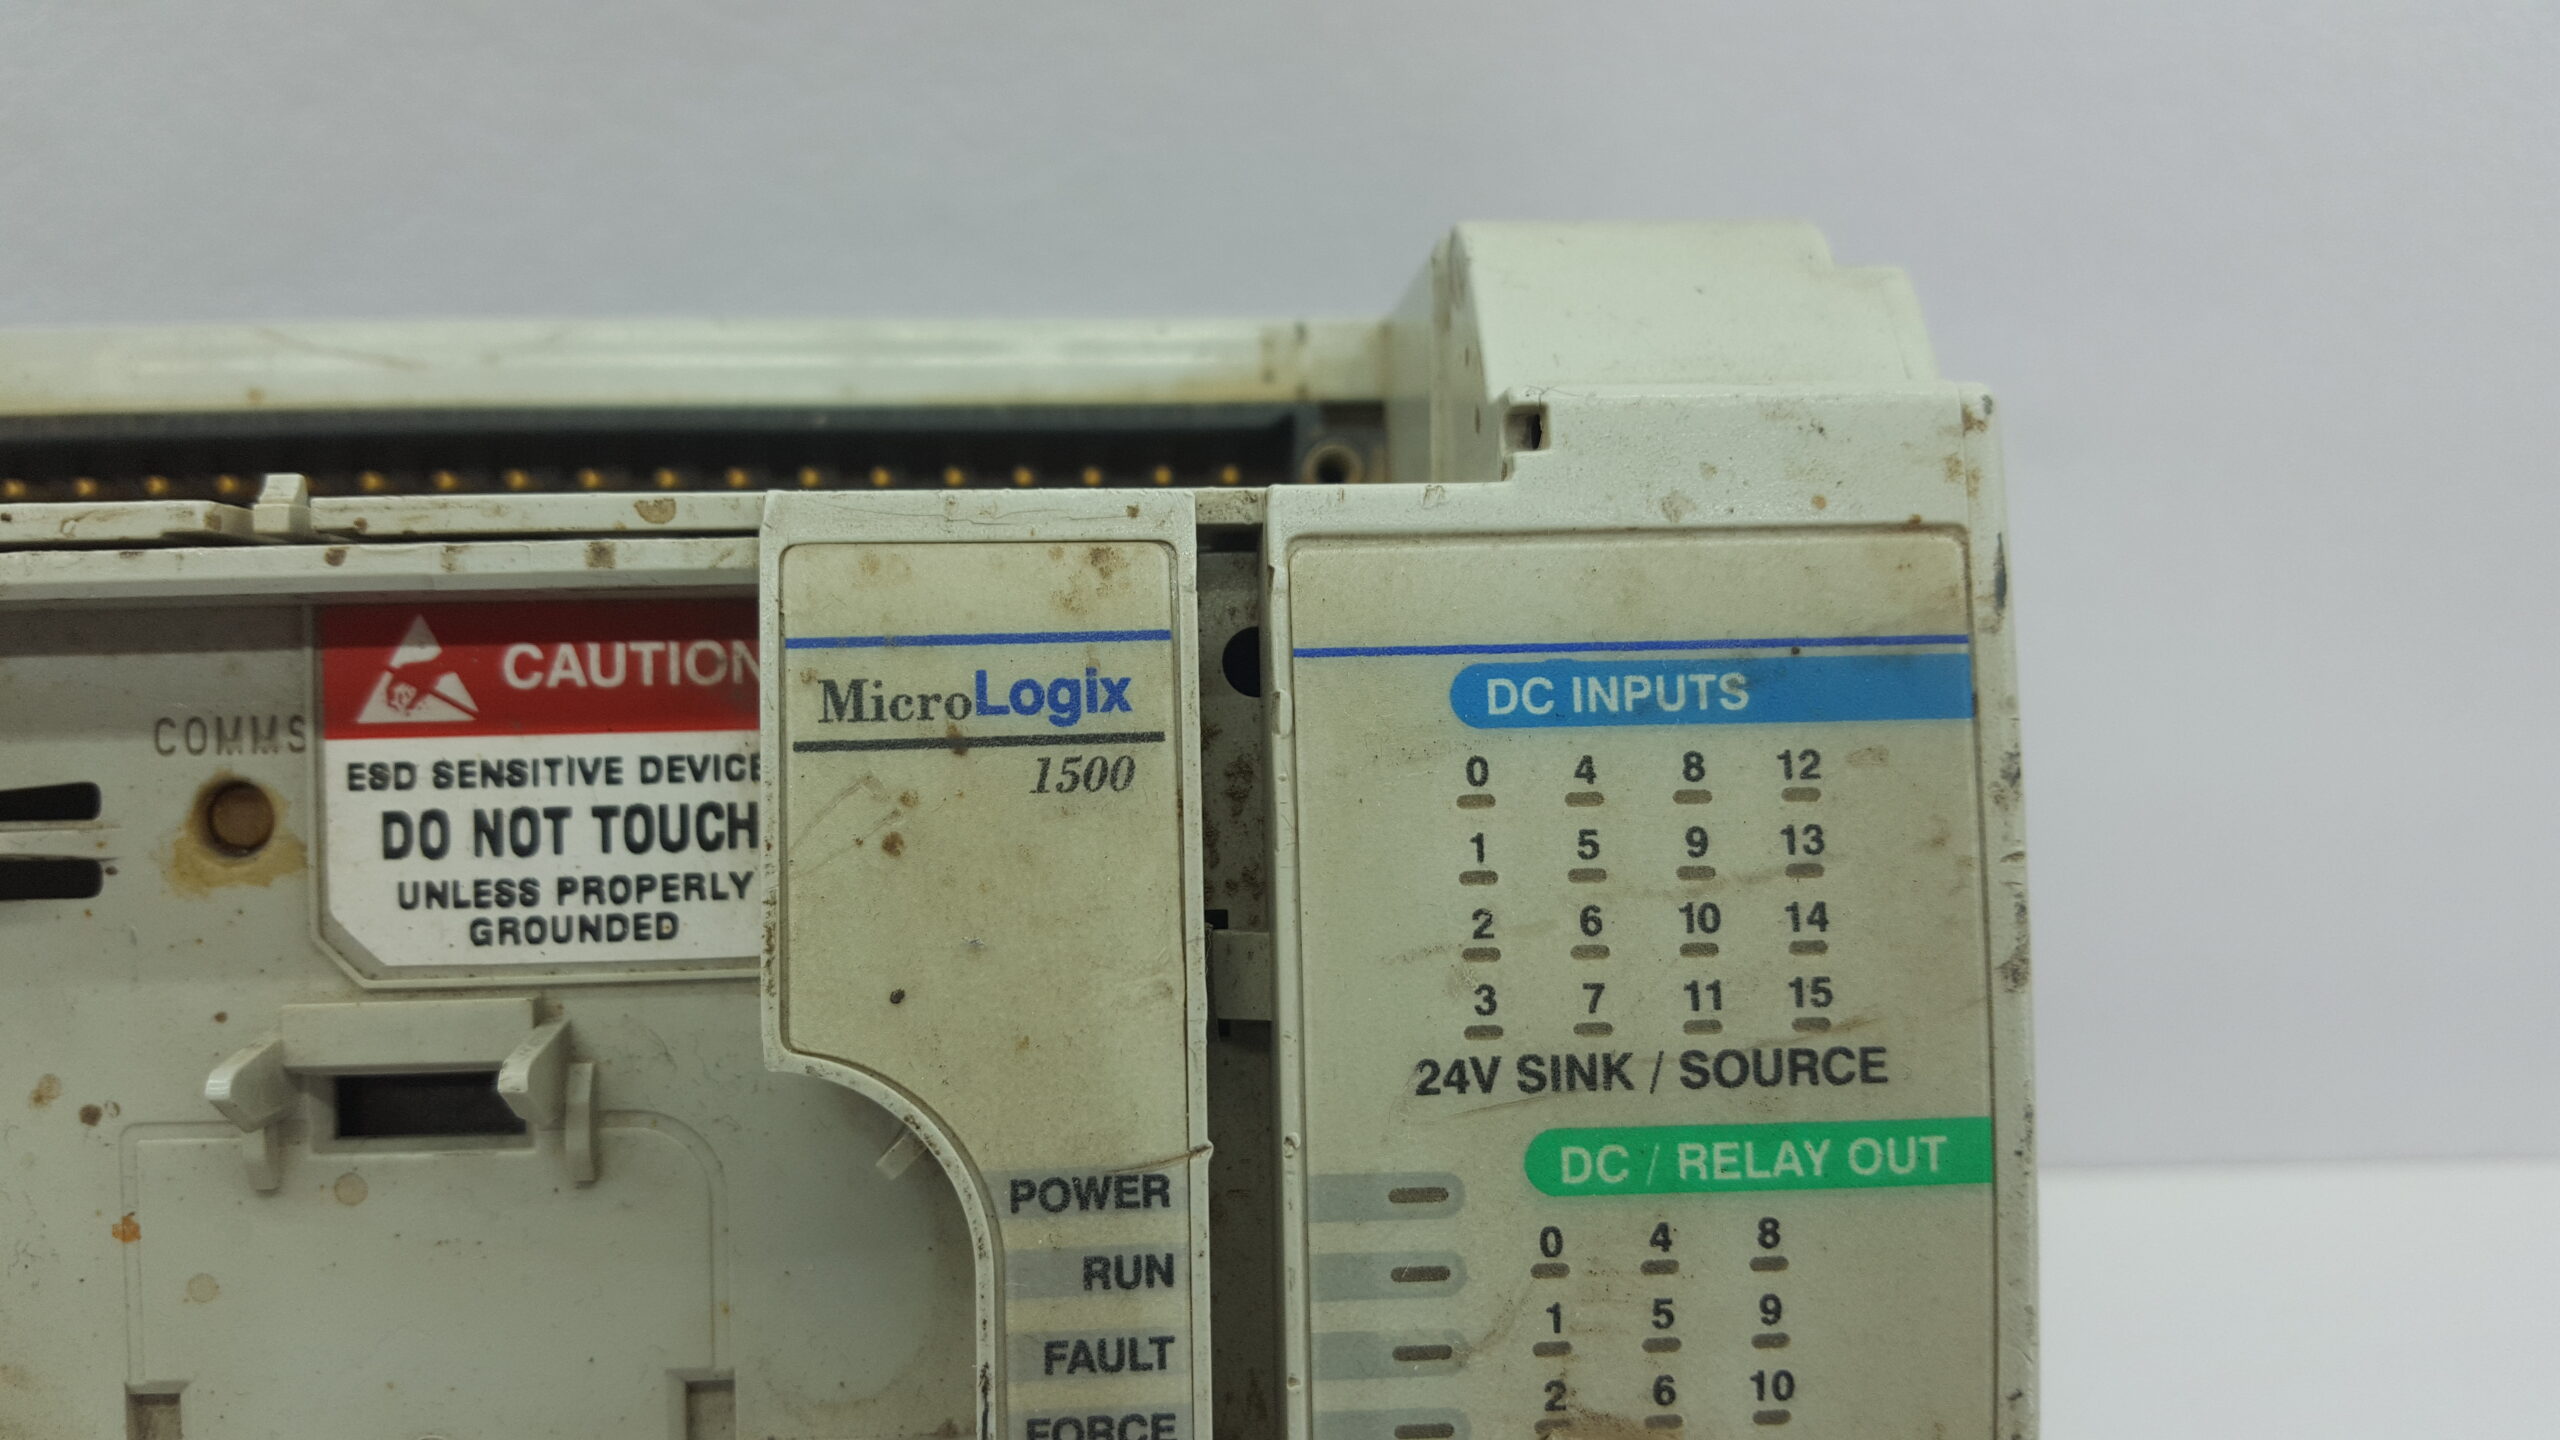 COMMS
CAUTION
ESD SENSITIVE DEVICE
DO NOT TOUCH
UNLESS PROPERLY
GROUNDED
MicroLogix
1500
POWER
RUN
FAULT
FORCE
DC INPUTS
0 4 8 12
1 5 9 13
2 6 10 14
3 7 11 15
24V SINK / SOURCE
DC / RELAY OUT
0 4 8
1 5 9
2 6 10